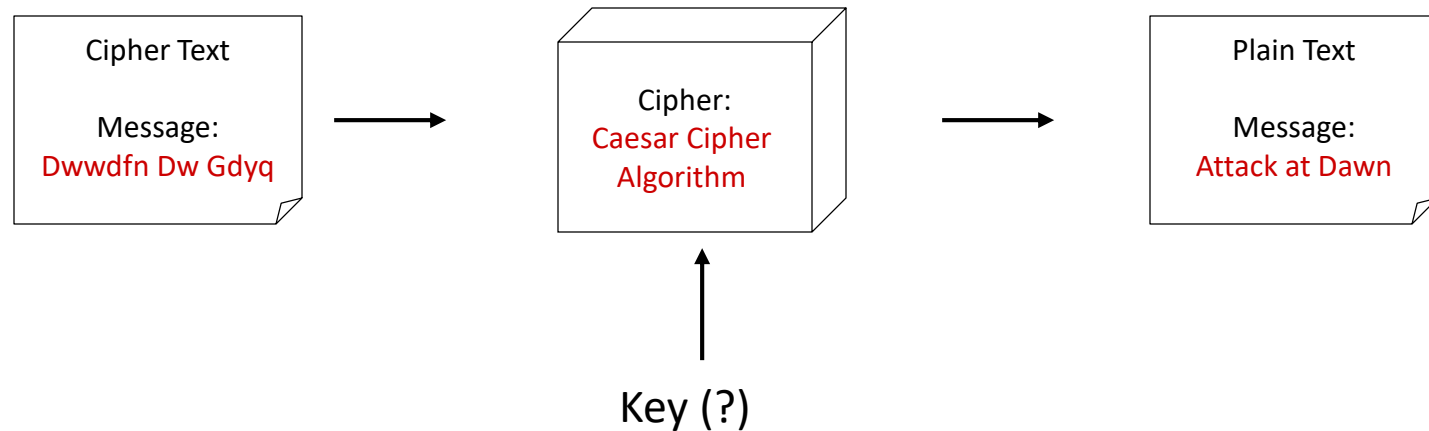 Cipher Text
Message:
Dwwdfn Dw Gdyq
Cipher:
Caesar Cipher
Algorithm
Plain Text
Message:
Attack at Dawn
Key (?)